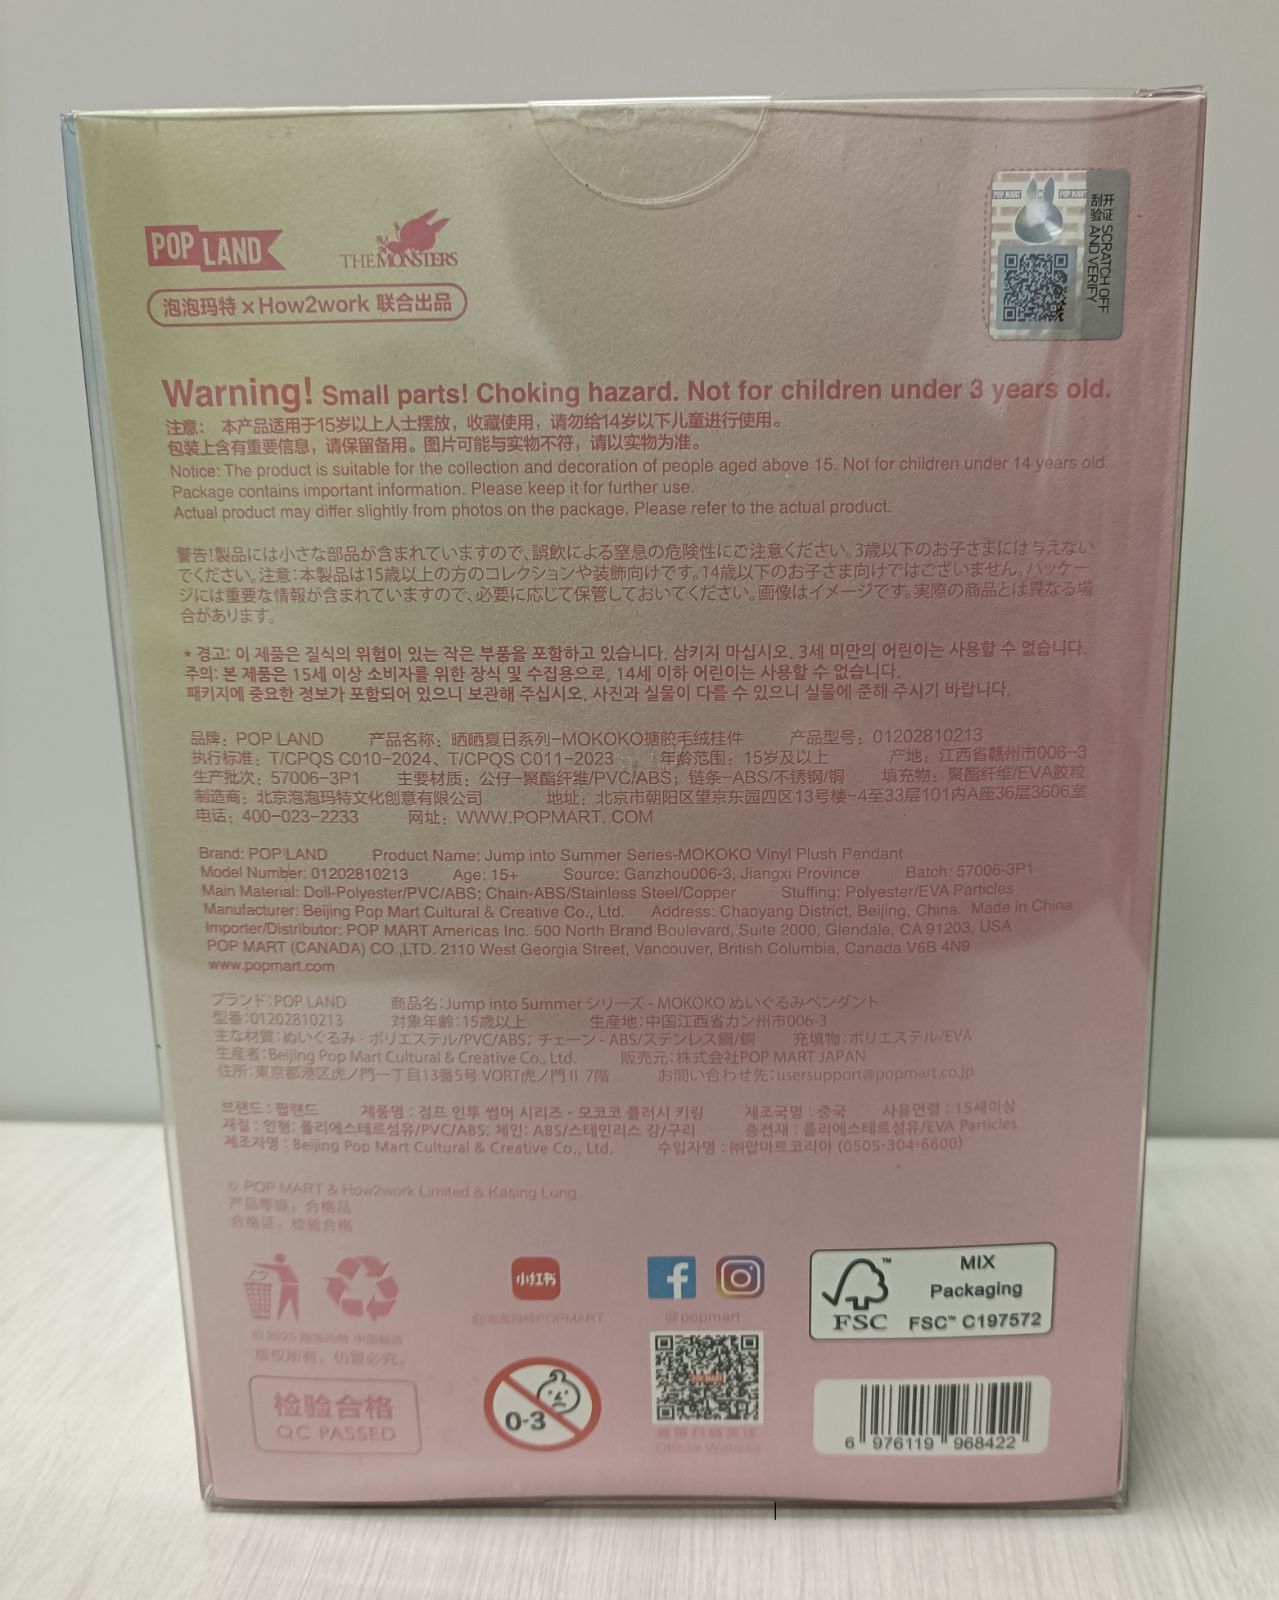 POP LAND
THE MONSTERS
泡泡玛特 × How2work 联合出品
POP MART
POP MART
刮开验证 SCRATCH OFF AND VERIFY
Warning! Small parts! Choking hazard. Not for children under 3 years old.
注意： 本产品适用于15岁以上人士摆放，收藏使用，请勿给14岁以下儿童进行使用。
包装上含有重要信息，请保留备用。图片可能与实物不符，请以实物为准。
Notice: The product is suitable for the collection and decoration of people aged above 15. Not for children under 14 years old.
Package contains important information. Please keep it for further use.
Actual product may differ slightly from photos on the package. Please refer to the actual product.
警告!製品には小さな部品が含まれていますので、誤飲による窒息の危険性にご注意ください。3歳以下のお子さまには与えない
でください。注意：本製品は15歳以上の方のコレクションや装飾向けです。14歳以下のお子さま向けではございません。パッケー
ジには重要な情報が含まれていますので、必要に応じて保管しておいてください。画像はイメージです。実際の商品とは異なる場
合があります。
* 경고: 이 제품은 질식의 위험이 있는 작은 부품을 포함하고 있습니다. 삼키지 마십시오. 3세 미만의 어린이는 사용할 수 없습니다.
주의: 본 제품은 15세 이상 소비자를 위한 장식 및 수집용으로, 14세 이하 어린이는 사용할 수 없습니다.
패키지에 중요한 정보가 포함되어 있으니 보관해 주십시오. 사진과 실물이 다를 수 있으니 실물에 준해 주시기 바랍니다.
品牌：POP LAND 产品名称：晒晒夏日系列-MOKOKO搪胶毛绒挂件 产品型号：01202810213
执行标准：T/CPQS C010-2024、T/CPQS C011-2023 年龄范围：15岁及以上 产地：江西省赣州市006-3
生产批次：57006-3P1 主要材质：公仔-聚酯纤维/PVC/ABS；链条-ABS/不锈钢/铜 填充物：聚酯纤维/EVA胶粒
制造商：北京泡泡玛特文化创意有限公司 地址：北京市朝阳区望京东园四区13号楼-4至33层101内A座36层3606室
电话：400-023-2233 网址：WWW.POPMART.COM
Brand: POP LAND Product Name: Jump into Summer Series-MOKOKO Vinyl Plush Pendant
Model Number: 01202810213 Age: 15+ Source: Ganzhou006-3, Jiangxi Province Batch: 57006-3P1
Main Material: Doll-Polyester/PVC/ABS; Chain-ABS/Stainless Steel/Copper Stuffing: Polyester/EVA Particles
Manufacturer: Beijing Pop Mart Cultural & Creative Co., Ltd. Address: Chaoyang District, Beijing, China. Made in China
Importer/Distributor: POP MART Americas Inc. 500 North Brand Boulevard, Suite 2000, Glendale, CA 91203, USA
POP MART (CANADA) CO.,LTD. 2110 West Georgia Street, Vancouver, British Columbia, Canada V6B 4N9
www.popmart.com
ブランド：POP LAND 商品名：Jump into Summer シリーズ - MOKOKO ぬいぐるみペンダント
型番：01202810213 対象年齢：15歳以上 生産地：中国江西省カン州市006-3
主な材質：ぬいぐるみ - ポリエステル/PVC/ABS；チェーン - ABS/ステンレス鋼/銅 充填物：ポリエステル/EVA
生産者：Beijing Pop Mart Cultural & Creative Co., Ltd. 販売元：株式会社POP MART JAPAN
住所：東京都港区虎ノ門一丁目13番5号 VORT虎ノ門Ⅱ 7階 お問い合わせ先：usersupport@popmart.co.jp
브랜드 : 팝랜드 제품명 : 점프 인투 썸머 시리즈 - 모코코 플러시 키링 제조국명 : 중국 사용연령 : 15세이상
재질 : 인형: 폴리에스테르섬유/PVC/ABS; 체인: ABS/스테인리스 강/구리 충전재 : 폴리에스테르섬유/EVA Particles
제조자명 : Beijing Pop Mart Cultural & Creative Co., Ltd. 수입자명 : ㈜팝마트코리아 (0505-304-6600)
© POP MART & How2work Limited & Kasing Lung.
产品等级：合格品
合格证：检验合格
小红书
@泡泡玛特POPMART
@popmart
POP MART
Official Website
FSC™
MIX
Packaging
FSC™ C197572
© 2025 泡泡玛特 中国制造
版权所有，仿冒必究。
检验合格
QC PASSED
0-3
6 976119 968422